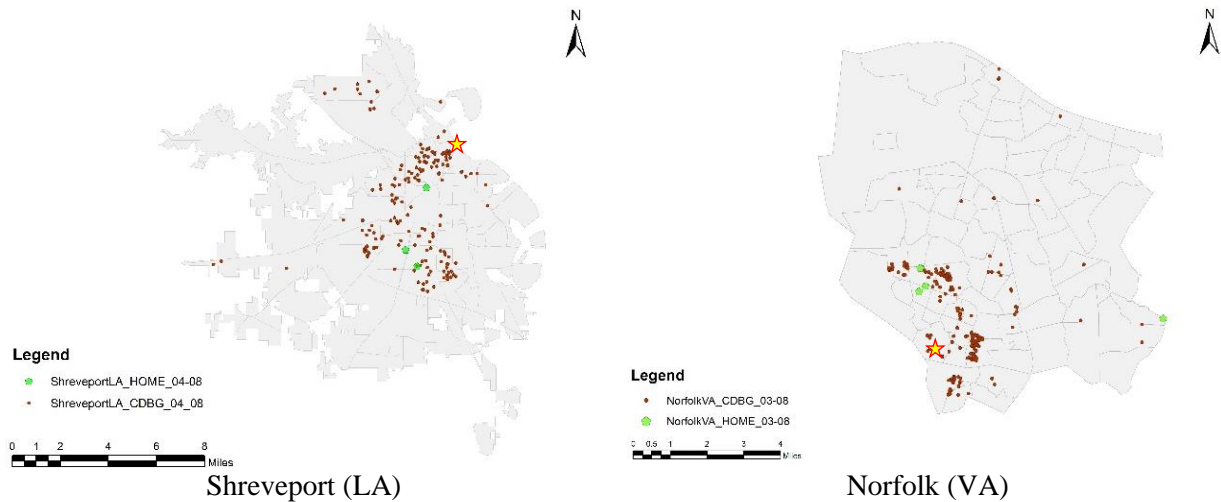 N
Legend
ShreveportLA_HOME_04-08
ShreveportLA_CDBG_04_08
0 1 2 4 6 8
Miles
Shreveport (LA)
N
Legend
NorfolkVA_CDBG_03-08
NorfolkVA_HOME_03-08
0 0.5 1 2 3 4
Miles
Norfolk (VA)